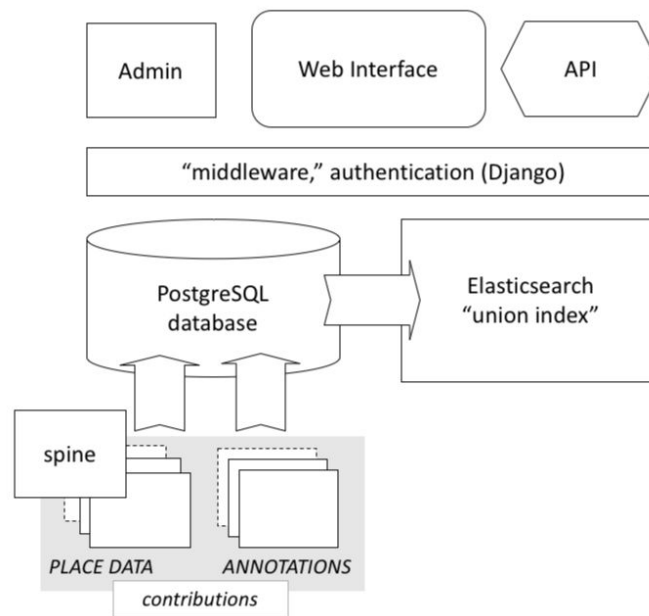 Admin
Web Interface
API
“middleware,” authentication (Django)
PostgreSQL
database
Elasticsearch
“union index”
spine
PLACE DATA
ANNOTATIONS
contributions